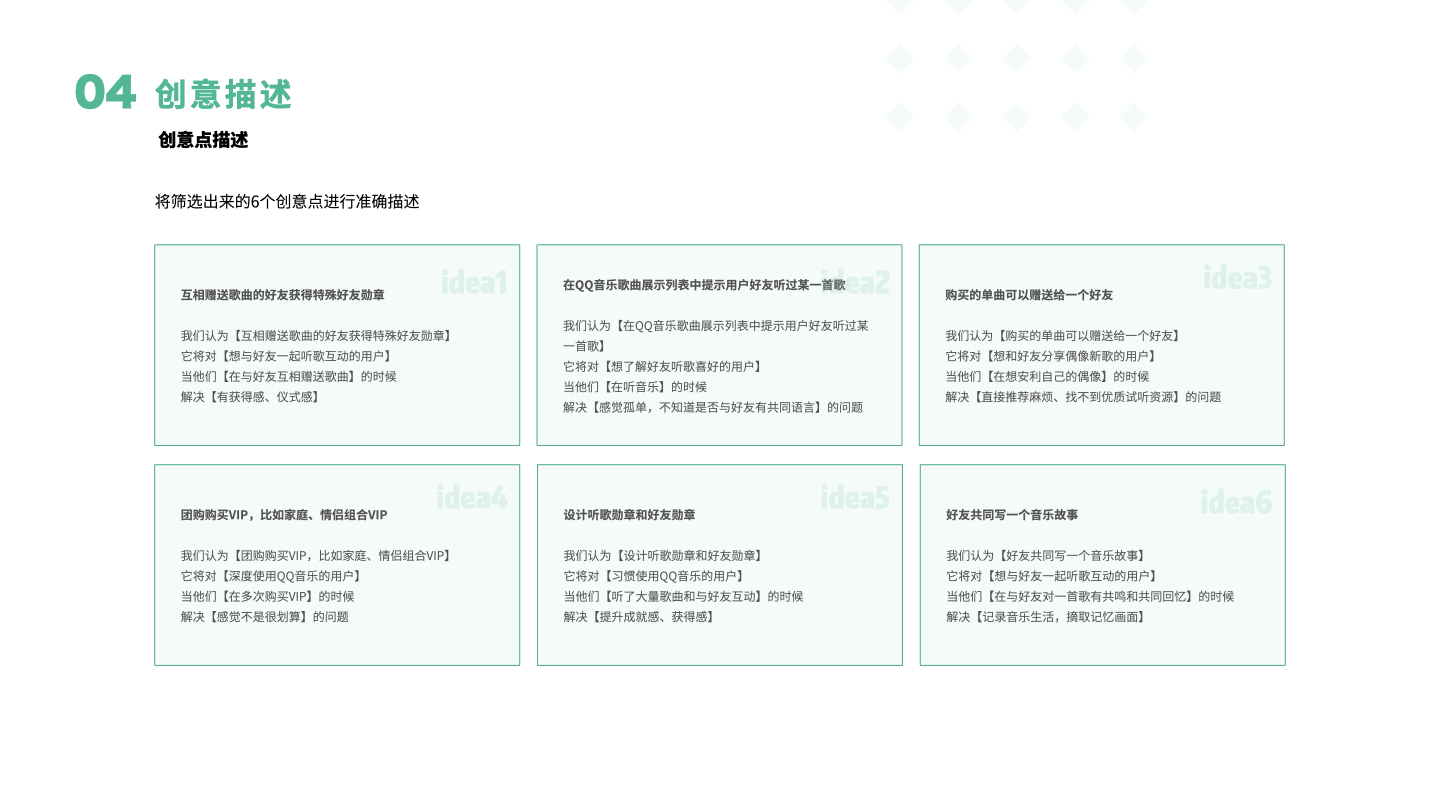 04 创意描述
创意点描述
将筛选出来的6个创意点进行准确描述
idea1
互相赠送歌曲的好友获得特殊好友勋章
我们认为【互相赠送歌曲的好友获得特殊好友勋章】
它将对【想与好友一起听歌互动的用户】
当他们【在与好友互相赠送歌曲】的时候
解决【有获得感、仪式感】
idea2
在QQ音乐歌曲展示列表中提示用户好友听过某一首歌
我们认为【在QQ音乐歌曲展示列表中提示用户好友听过某
一首歌】
它将对【想了解好友听歌喜好的用户】
当他们【在听音乐】的时候
解决【感觉孤单，不知道是否与好友有共同语言】的问题
idea3
购买的单曲可以赠送给一个好友
我们认为【购买的单曲可以赠送给一个好友】
它将对【想和好友分享偶像新歌的用户】
当他们【在想安利自己的偶像】的时候
解决【直接推荐麻烦、找不到优质试听资源】的问题
idea4
团购购买VIP，比如家庭、情侣组合VIP
我们认为【团购购买VIP，比如家庭、情侣组合VIP】
它将对【深度使用QQ音乐的用户】
当他们【在多次购买VIP】的时候
解决【感觉不是很划算】的问题
idea5
设计听歌勋章和好友勋章
我们认为【设计听歌勋章和好友勋章】
它将对【习惯使用QQ音乐的用户】
当他们【听了大量歌曲和与好友互动】的时候
解决【提升成就感、获得感】
idea6
好友共同写一个音乐故事
我们认为【好友共同写一个音乐故事】
它将对【想与好友一起听歌互动的用户】
当他们【在与好友对一首歌有共鸣和共同回忆】的时候
解决【记录音乐生活，摘取记忆画面】